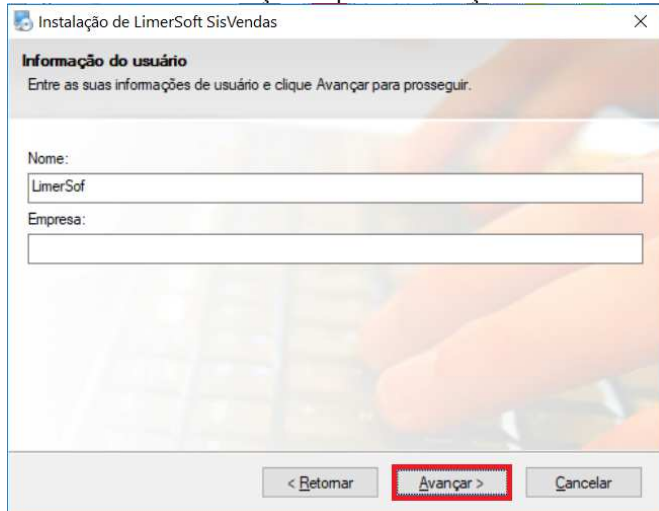 Instalação de LimerSoft SisVendas
Informação do usuário
Entre as suas informações de usuário e clique Avançar para prosseguir.
Nome:
LimerSof
Empresa:
< Retornar Avançar > Cancelar